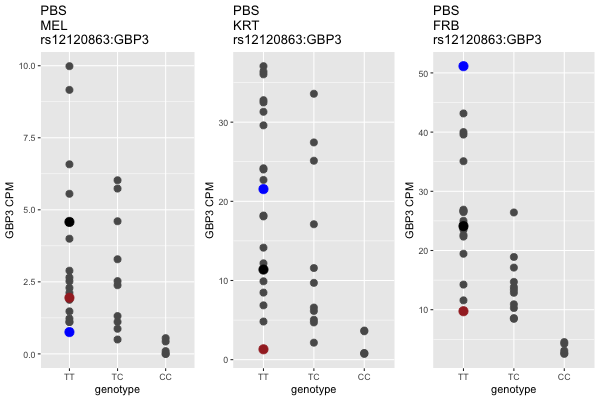 PBS
MEL
rs12120863:GBP3
GBP3 CPM
10.0
7.5
5.0
2.5
0.0
TT TC CC
genotype
PBS
KRT
rs12120863:GBP3
GBP3 CPM
30
20
10
0
TT TC CC
genotype
PBS
FRB
rs12120863:GBP3
GBP3 CPM
50
40
30
20
10
TT TC CC
genotype